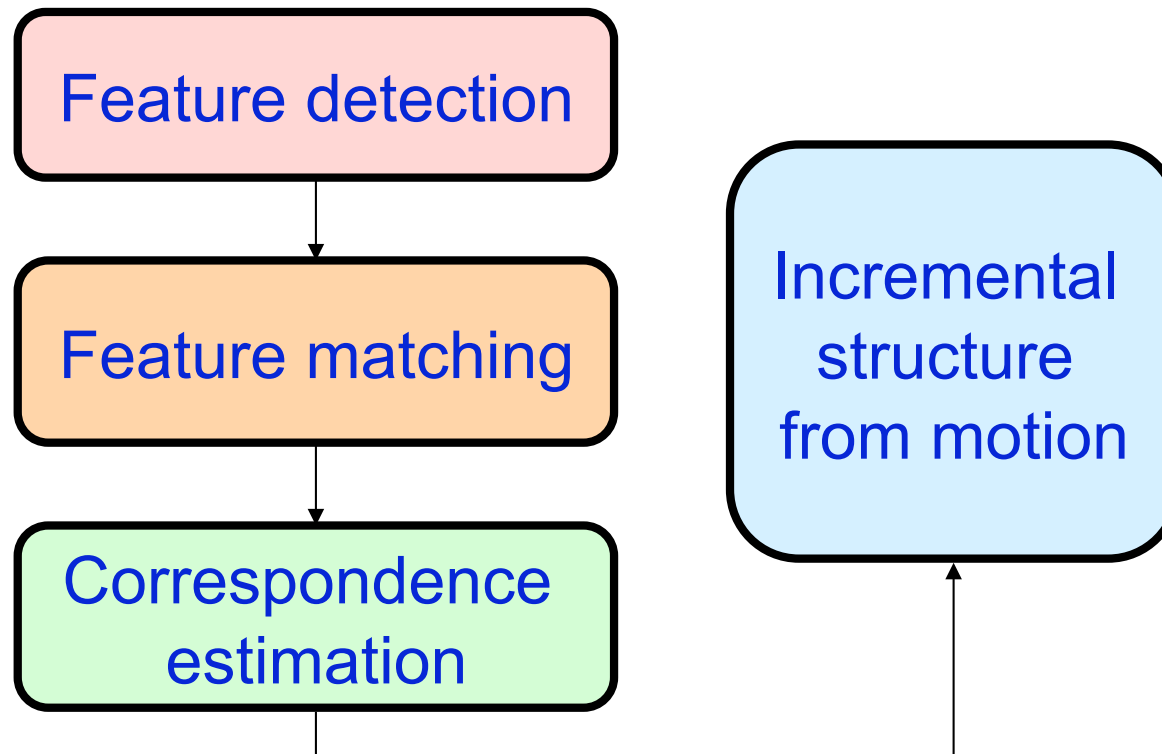 Feature detection
Feature matching
Correspondence
estimation
Incremental
structure
from motion